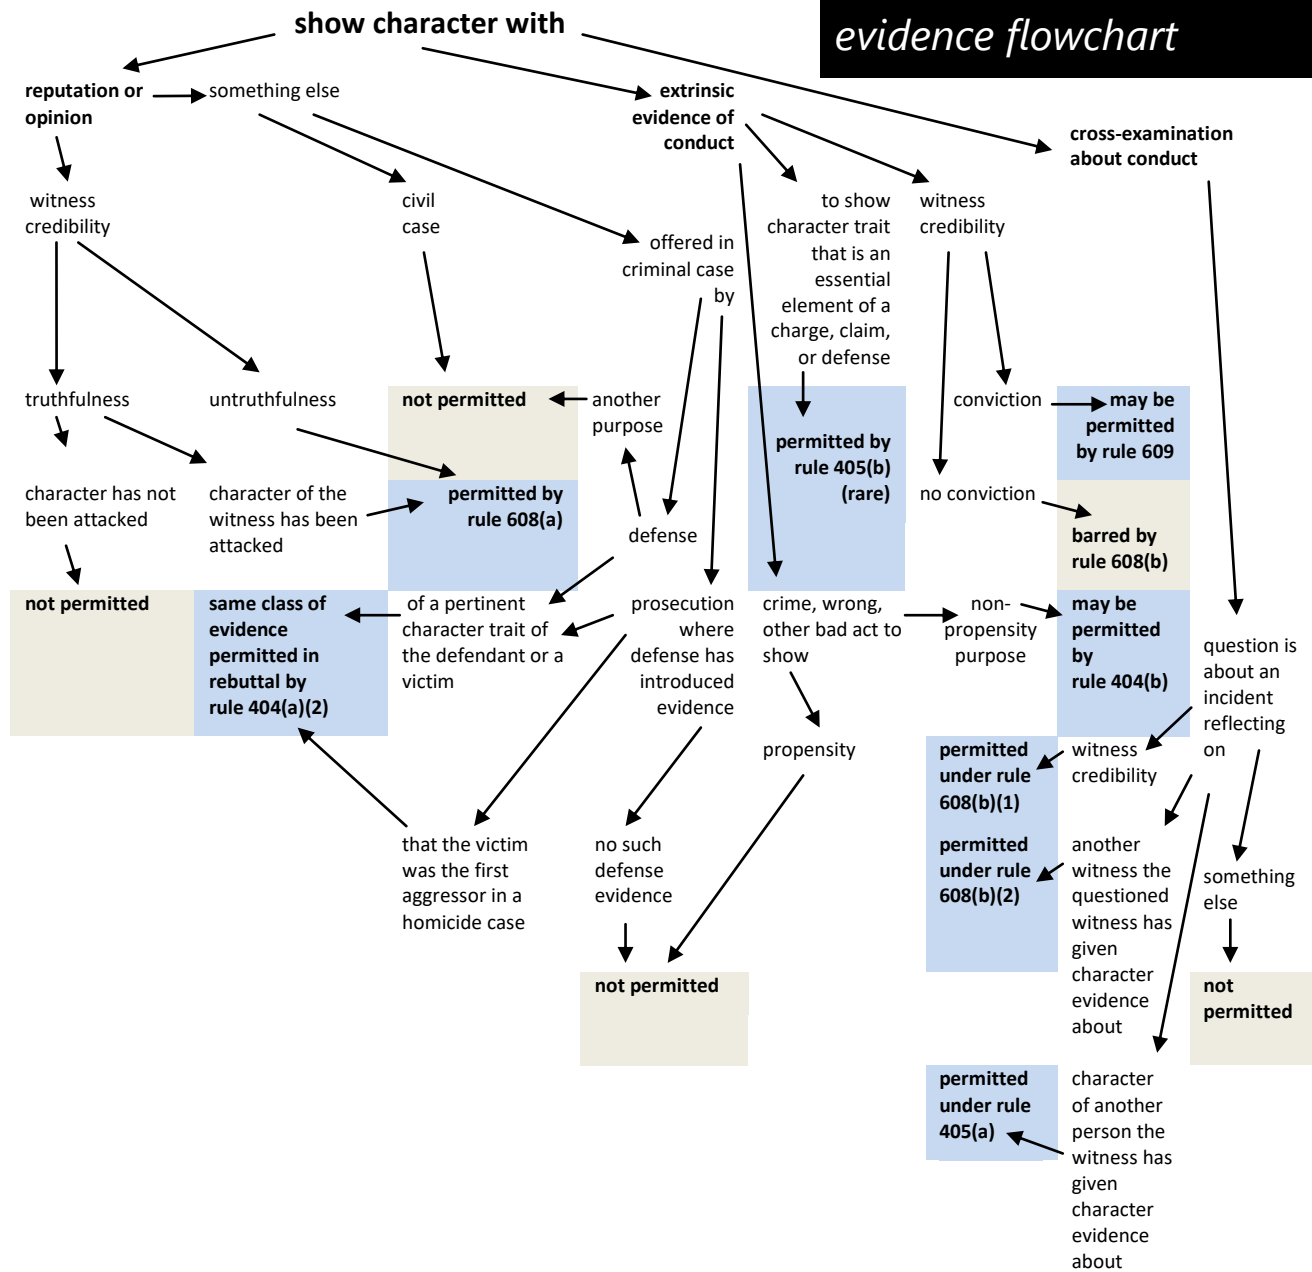 show character with
evidence flowchart
reputation or
opinion
something else
extrinsic
evidence of
conduct
cross-examination
about conduct
witness
credibility
civil
case
offered in
criminal case
by
to show
character trait
that is an
essential
element of a
charge, claim,
or defense
witness
credibility
truthfulness
untruthfulness
not permitted
another
purpose
permitted by
rule 405(b)
(rare)
conviction
may be
permitted
by rule 609
character has not
been attacked
character of the
witness has been
attacked
permitted by
rule 608(a)
defense
no conviction
barred by
rule 608(b)
not permitted
same class of
evidence
permitted in
rebuttal by
rule 404(a)(2)
of a pertinent
character trait of
the defendant or a
victim
prosecution
where
defense has
introduced
evidence
crime, wrong,
other bad act to
show
non-
propensity
purpose
may be
permitted
by
rule 404(b)
question is
about an
incident
reflecting
on
propensity
permitted
under rule
608(b)(1)
witness
credibility
that the victim
was the first
aggressor in a
homicide case
no such
defense
evidence
permitted
under rule
608(b)(2)
another
witness the
questioned
witness has
given
character
evidence
about
something
else
not permitted
not
permitted
permitted
under rule
405(a)
character
of another
person the
witness has
given
character
evidence
about